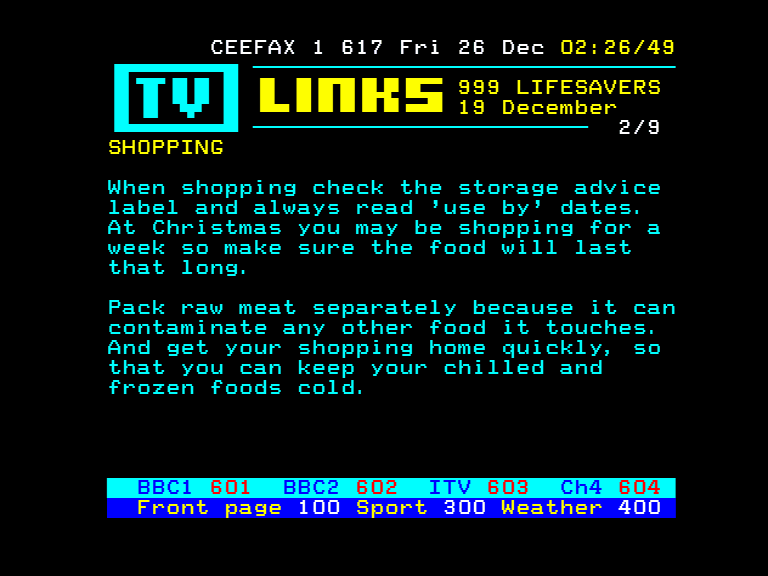 CEEFAX 1 617 Fri 26 Dec 02:26/49
TV LINKS
999 LIFESAVERS
19 December
2/9
SHOPPING
When shopping check the storage advice
label and always read 'use by' dates.
At Christmas you may be shopping for a
week so make sure the food will last
that long.
Pack raw meat separately because it can
contaminate any other food it touches.
And get your shopping home quickly, so
that you can keep your chilled and
frozen foods cold.
BBC1 601 BBC2 602 ITV 603 Ch4 604
Front page 100 Sport 300 Weather 400